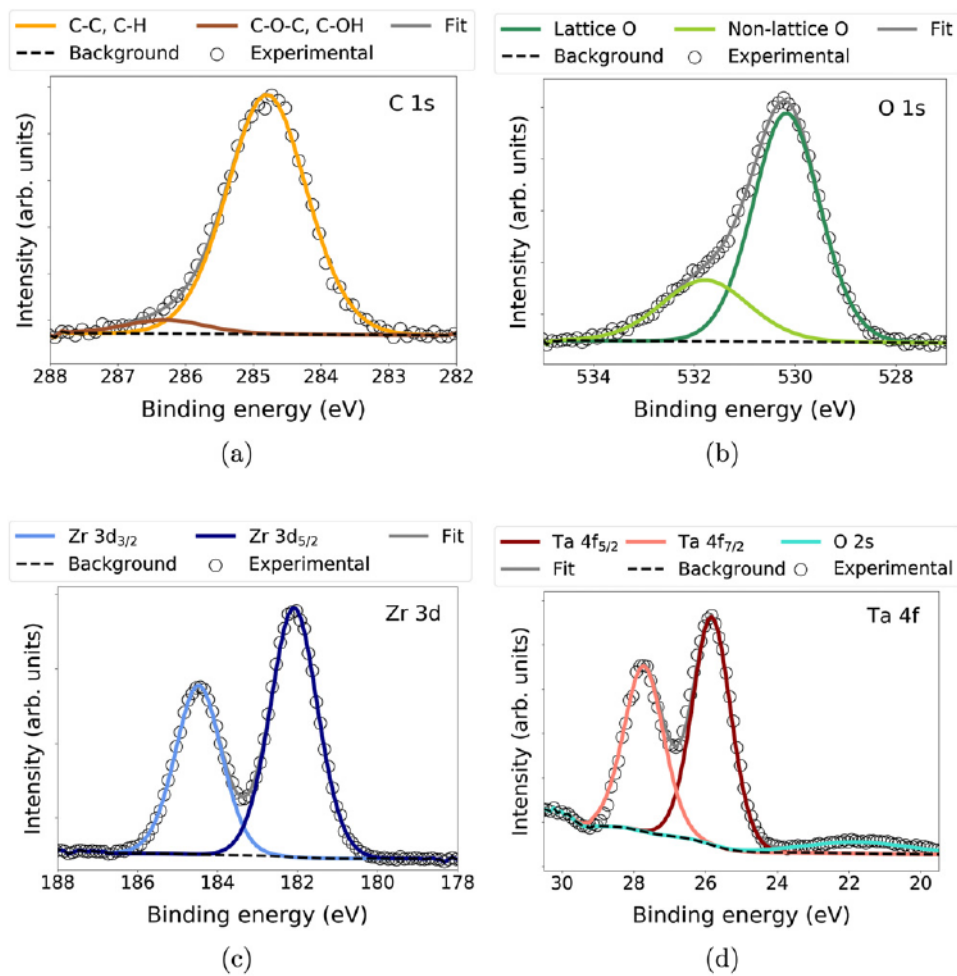 C-C, C-H C-O-C, C-OH Fit
Background Experimental
C 1s
Intensity (arb. units)
288 287 286 285 284 283 282
Binding energy (eV)
(a)
Lattice O Non-lattice O Fit
Background Experimental
O 1s
Intensity (arb. units)
534 532 530 528
Binding energy (eV)
(b)
Zr 3d3/2 Zr 3d5/2 Fit
Background Experimental
Zr 3d
Intensity (arb. units)
188 186 184 182 180 178
Binding energy (eV)
(c)
Ta 4f5/2 Ta 4f7/2 O 2s
Fit Background Experimental
Ta 4f
Intensity (arb. units)
30 28 26 24 22 20
Binding energy (eV)
(d)